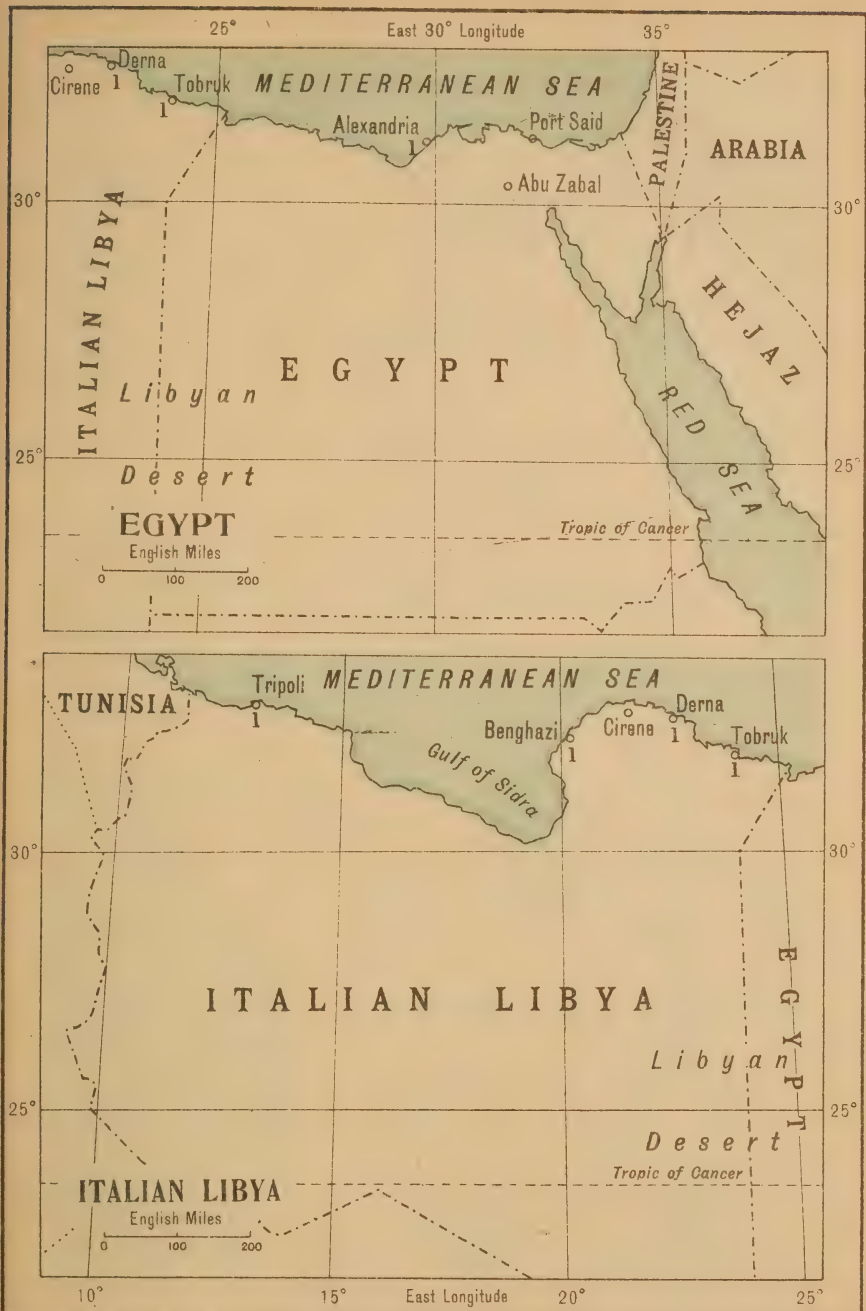 25° East 30° Longitude 35°
Derna
Cirene 1 Tobruk
1
MEDITERRANEAN SEA
Alexandria
1
Port Said
PALESTINE
ARABIA
Abu Zabal
30° 30°
ITALIAN LIBYA
HEJAZ
EGYPT
RED SEA
Libyan
Desert
25° 25°
EGYPT
English Miles
0 100 200
Tropic of Cancer
MEDITERRANEAN SEA
TUNISIA
Tripoli
1
Benghazi
1
Cirene
Derna
1
Tobruk
1
Gulf of Sidra
30° 30°
ITALIAN LIBYA
EGYPT
Libyan
Desert
25° 25°
Tropic of Cancer
ITALIAN LIBYA
English Miles
0 100 200
10° 15° East Longitude 20° 25°